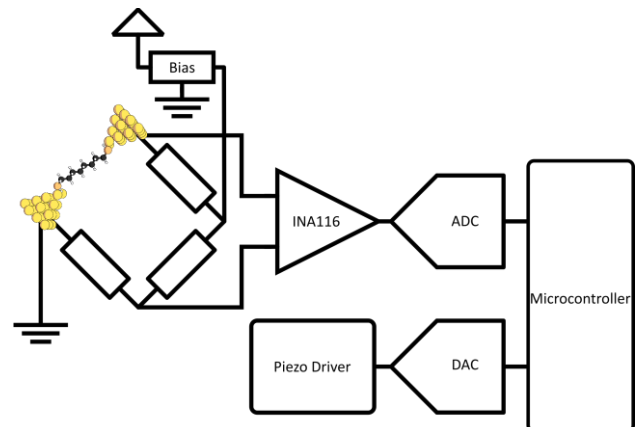 Bias
INA116
ADC
Microcontroller
Piezo Driver
DAC